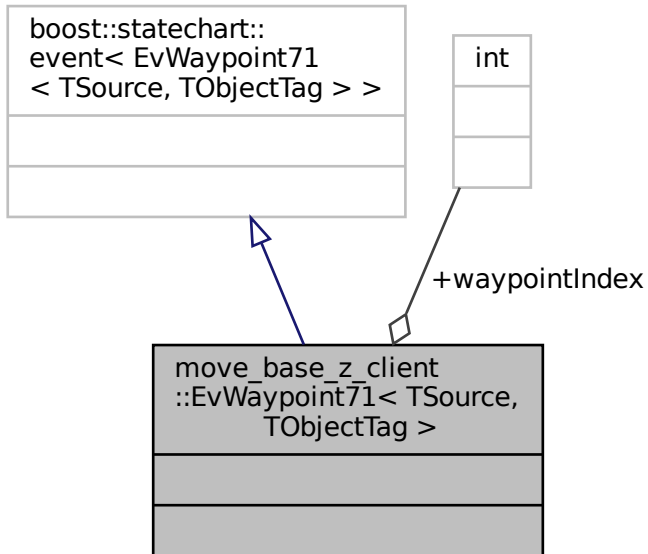 boost::statechart::
event< EvWaypoint71
< TSource, TObjectTag > >
int
+waypointIndex
move_base_z_client
::EvWaypoint71< TSource,
TObjectTag >